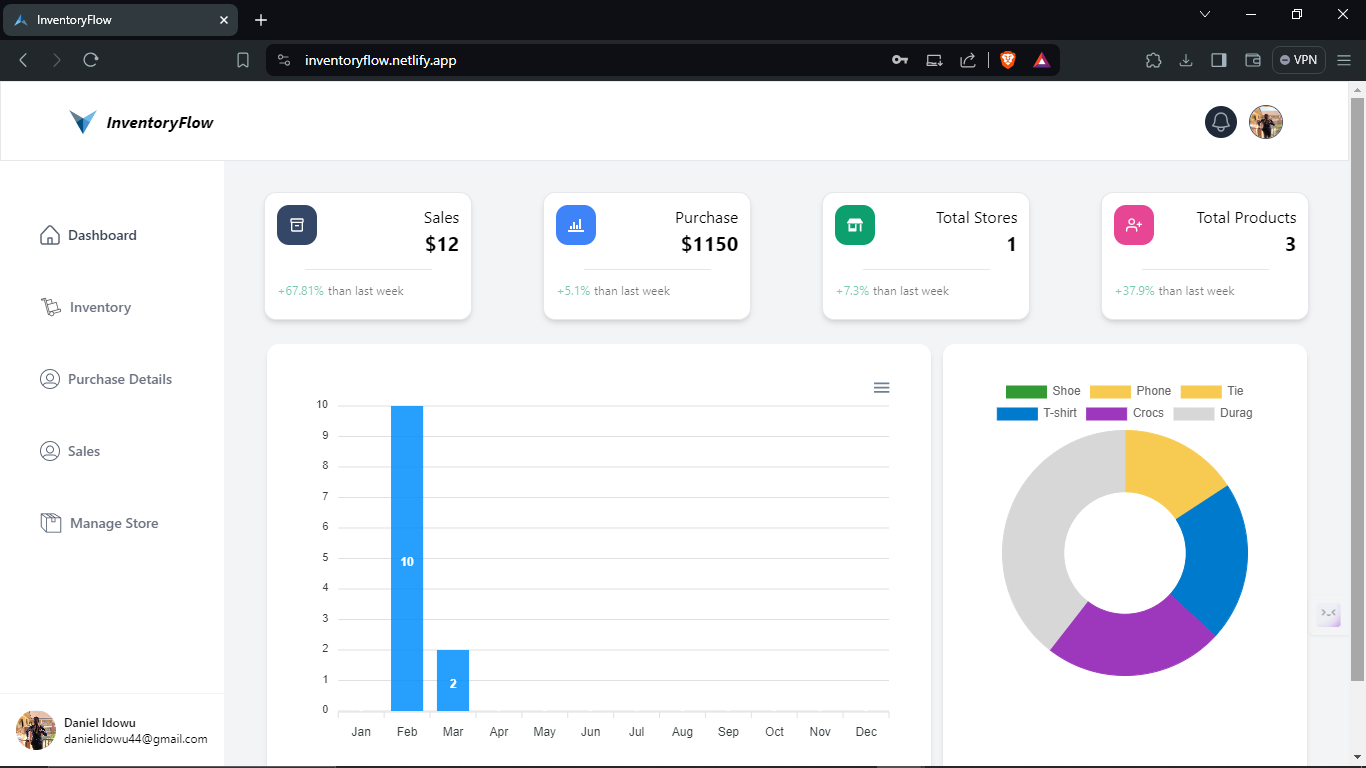 InventoryFlow
inventoryflow.netlify.app
VPN
InventoryFlow
Dashboard
Inventory
Purchase Details
Sales
Manage Store
Daniel Idowu
danielidowu44@gmail.com
Sales
$12
+67.81% than last week
Purchase
$1150
+5.1% than last week
Total Stores
1
+7.3% than last week
Total Products
3
+37.9% than last week
10
9
8
7
6
5
4
3
2
1
0
10
2
Jan Feb Mar Apr May Jun Jul Aug Sep Oct Nov Dec
Shoe Phone Tie
T-shirt Crocs Durag